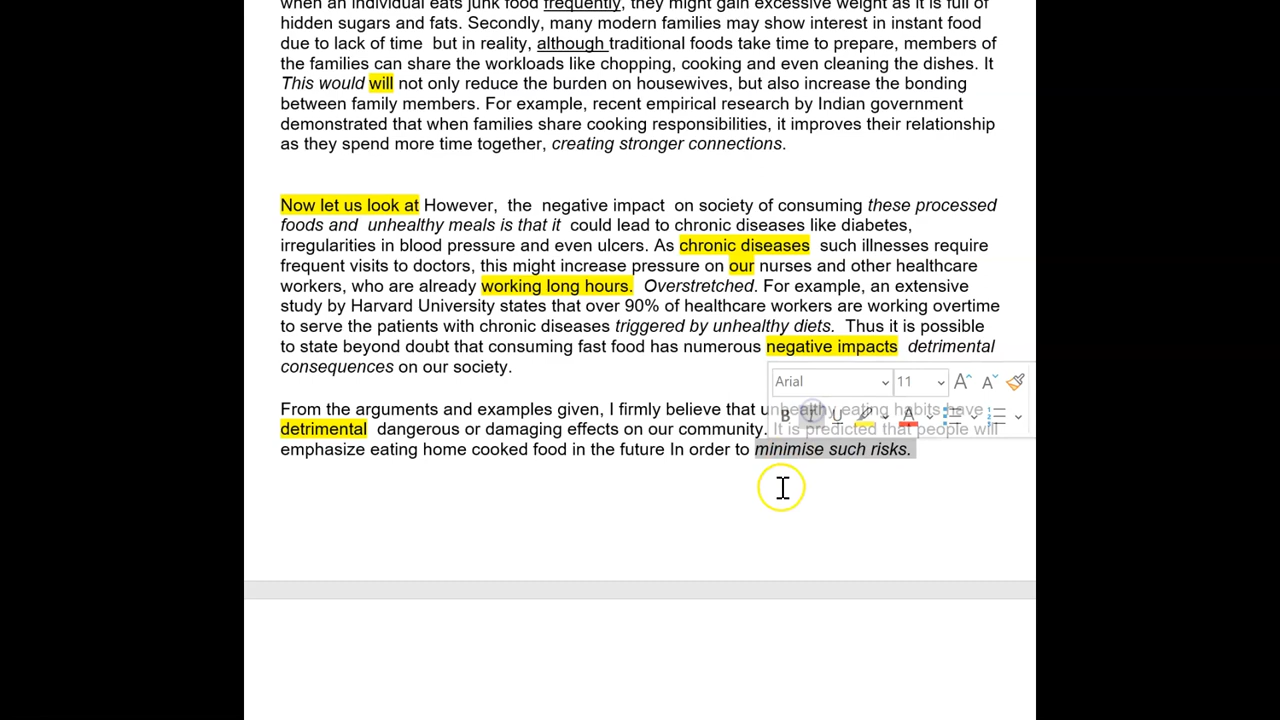 when an individual eats junk food frequently, they might gain excessive weight as it is full of
hidden sugars and fats. Secondly, many modern families may show interest in instant food
due to lack of time but in reality, although traditional foods take time to prepare, members of
the families can share the workloads like chopping, cooking and even cleaning the dishes. It
This would will not only reduce the burden on housewives, but also increase the bonding
between family members. For example, recent empirical research by Indian government
demonstrated that when families share cooking responsibilities, it improves their relationship
as they spend more time together, creating stronger connections.
Now let us look at However, the negative impact on society of consuming these processed
foods and unhealthy meals is that it could lead to chronic diseases like diabetes,
irregularities in blood pressure and even ulcers. As chronic diseases such illnesses require
frequent visits to doctors, this might increase pressure on our nurses and other healthcare
workers, who are already working long hours. Overstretched. For example, an extensive
study by Harvard University states that over 90% of healthcare workers are working overtime
to serve the patients with chronic diseases triggered by unhealthy diets. Thus it is possible
to state beyond doubt that consuming fast food has numerous negative impacts detrimental
consequences on our society.
Arial 11 A A
B I U A
From the arguments and examples given, I firmly believe that unhealthy eating habits have
detrimental dangerous or damaging effects on our community. It is predicted that people will
emphasize eating home cooked food in the future In order to minimise such risks.